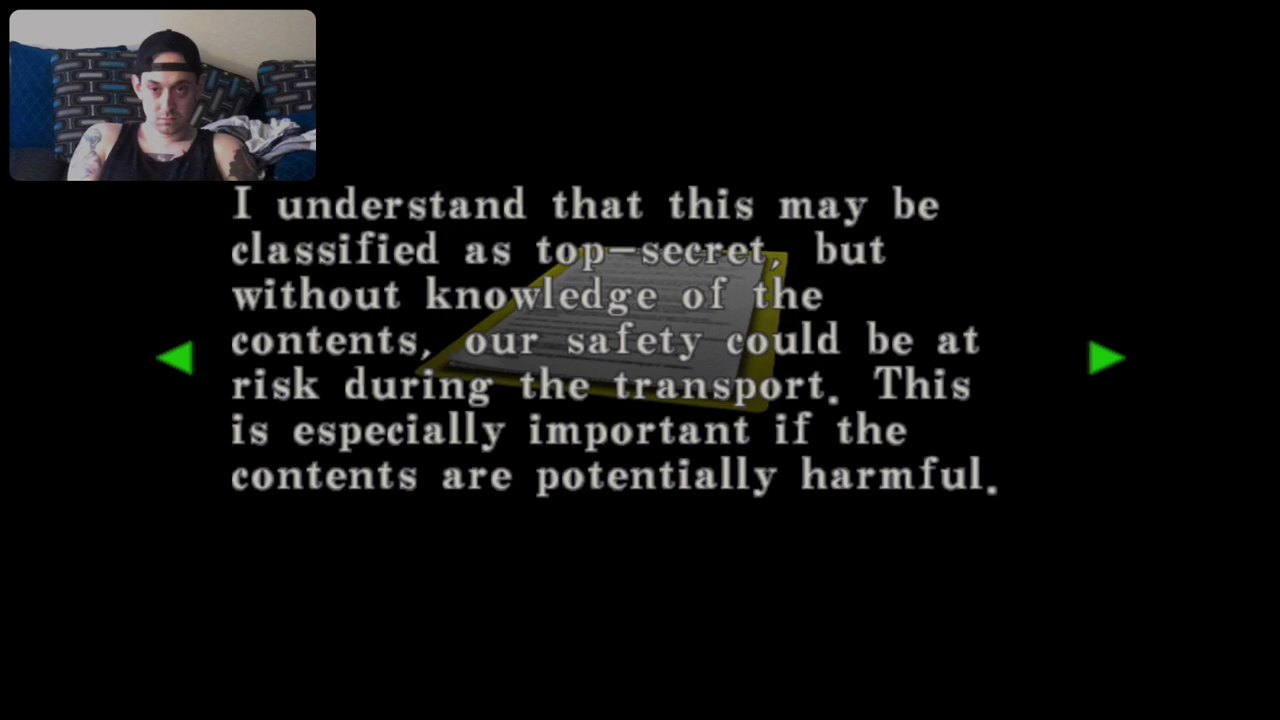 I understand that this may be
classified as top-secret, but
without knowledge of the
contents, our safety could be at
risk during the transport. This
is especially important if the
contents are potentially harmful.